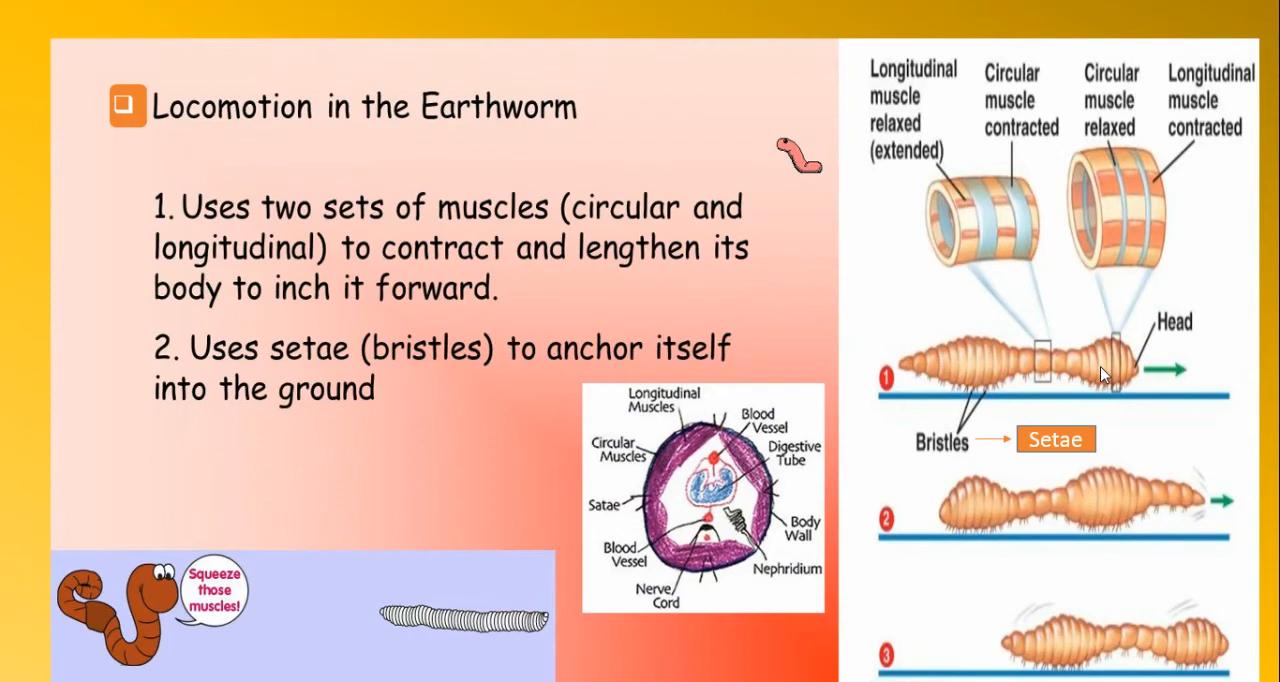 Locomotion in the Earthworm
1. Uses two sets of muscles (circular and
longitudinal) to contract and lengthen its
body to inch it forward.
2. Uses setae (bristles) to anchor itself
into the ground
Squeeze
those
muscles!
Longitudinal
Muscles
Blood
Vessel
Circular
Muscles
Digestive
Tube
Satae
Body
Wall
Blood
Vessel
Nephridium
Nerve
Cord
Longitudinal
muscle
relaxed
(extended)
Circular
muscle
contracted
Circular
muscle
relaxed
Longitudinal
muscle
contracted
Head
1
Bristles
Setae
2
3